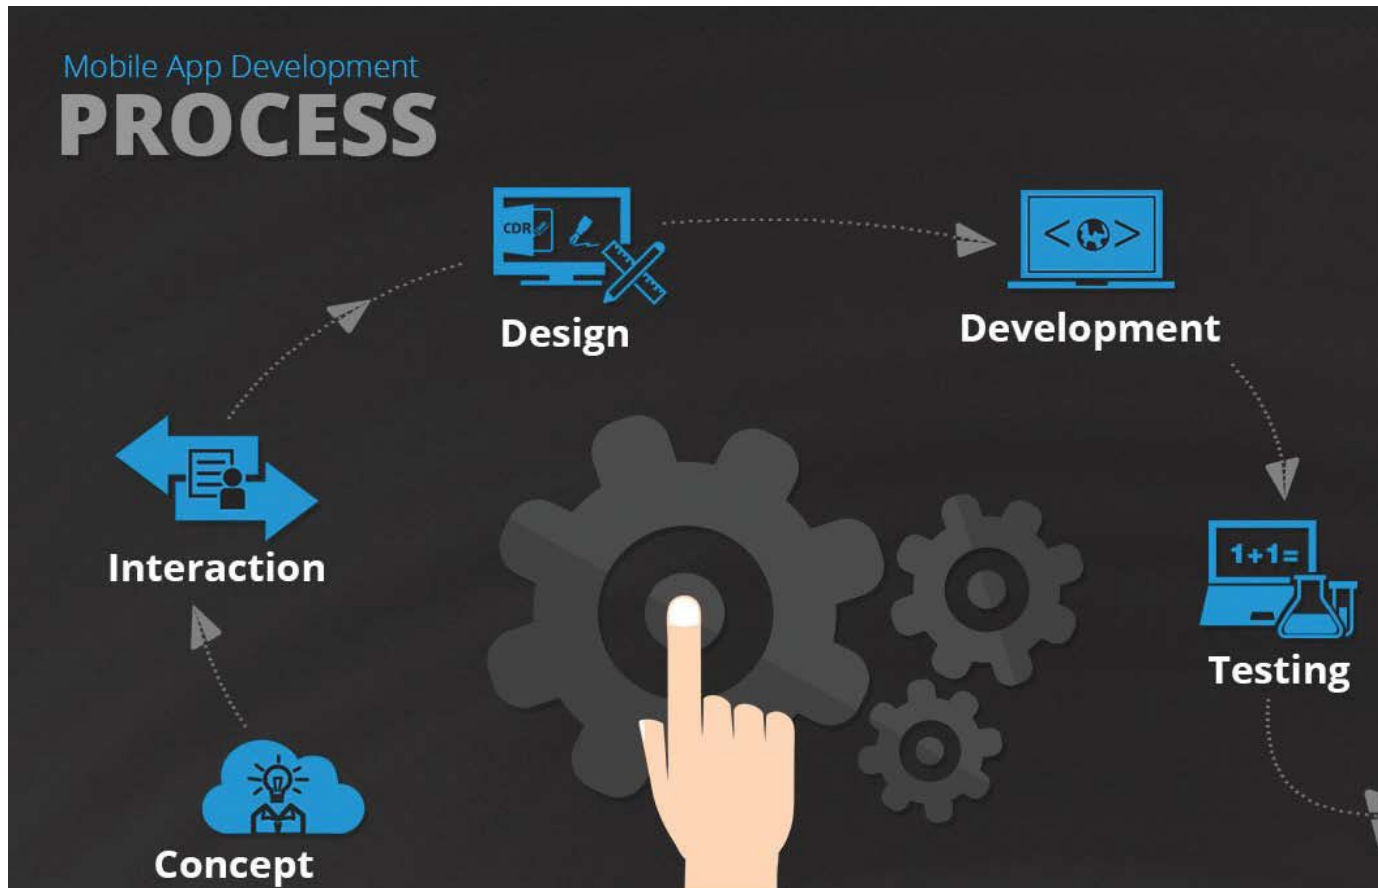 Mobile App Development
PROCESS
CDR
Design
< >
Development
Interaction
1+1=
Testing
Concept